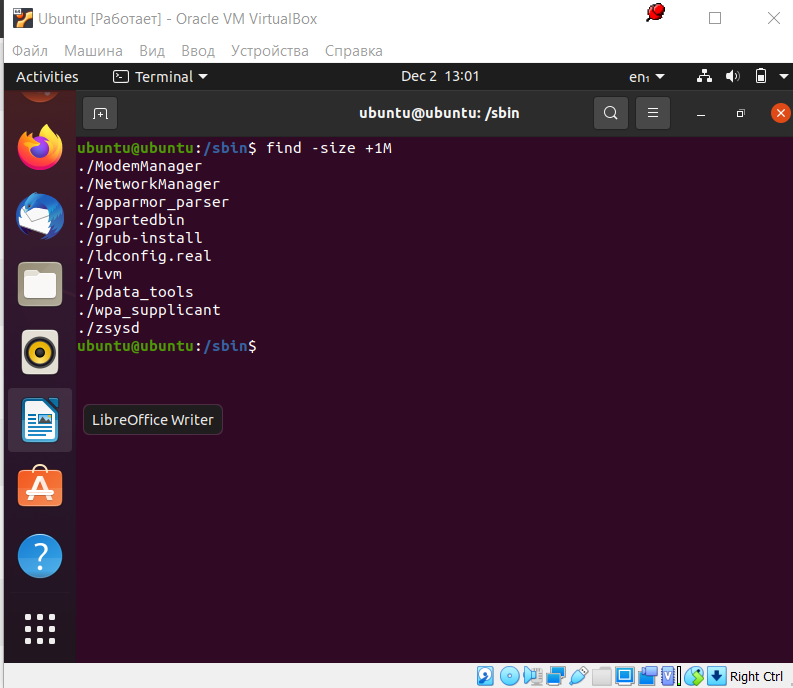 Ubuntu [Работает] - Oracle VM VirtualBox
Файл Машина Вид Ввод Устройства Справка
Activities Terminal Dec 2 13:01 en₁
ubuntu@ubuntu: /sbin
ubuntu@ubuntu:/sbin$ find -size +1M
./ModemManager
./NetworkManager
./apparmor_parser
./gpartedbin
./grub-install
./ldconfig.real
./lvm
./pdata_tools
./wpa_supplicant
./zsysd
ubuntu@ubuntu:/sbin$
LibreOffice Writer
Right Ctrl